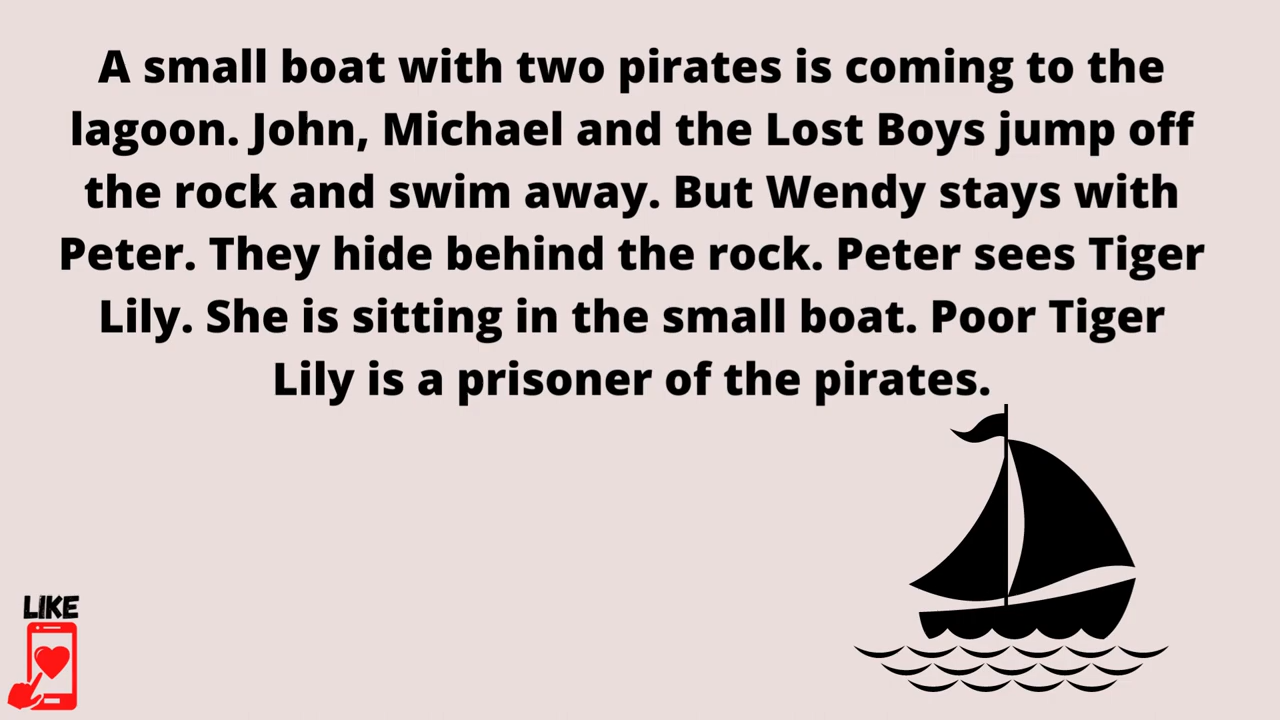 A small boat with two pirates is coming to the
lagoon. John, Michael and the Lost Boys jump off
the rock and swim away. But Wendy stays with
Peter. They hide behind the rock. Peter sees Tiger
Lily. She is sitting in the small boat. Poor Tiger
Lily is a prisoner of the pirates.
LIKE